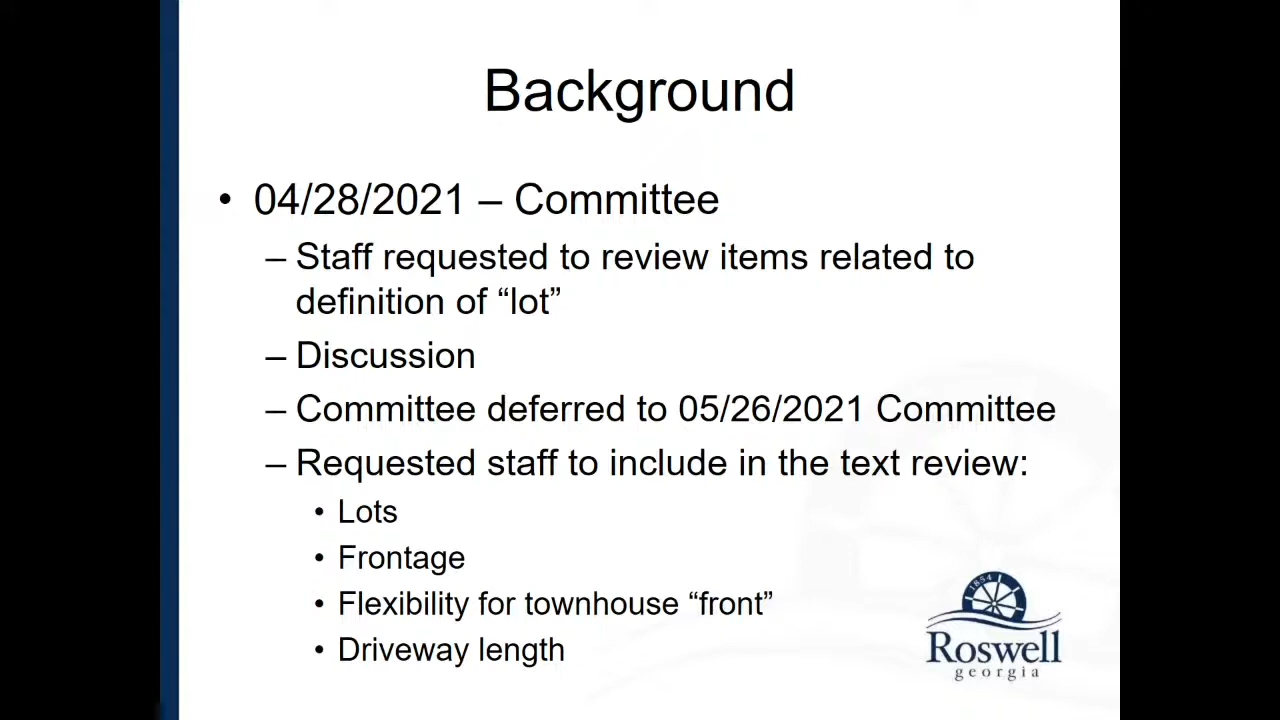 Background
• 04/28/2021 – Committee
– Staff requested to review items related to
definition of “lot”
– Discussion
– Committee deferred to 05/26/2021 Committee
– Requested staff to include in the text review:
• Lots
• Frontage
• Flexibility for townhouse “front”
• Driveway length
1854
Roswell
georgia